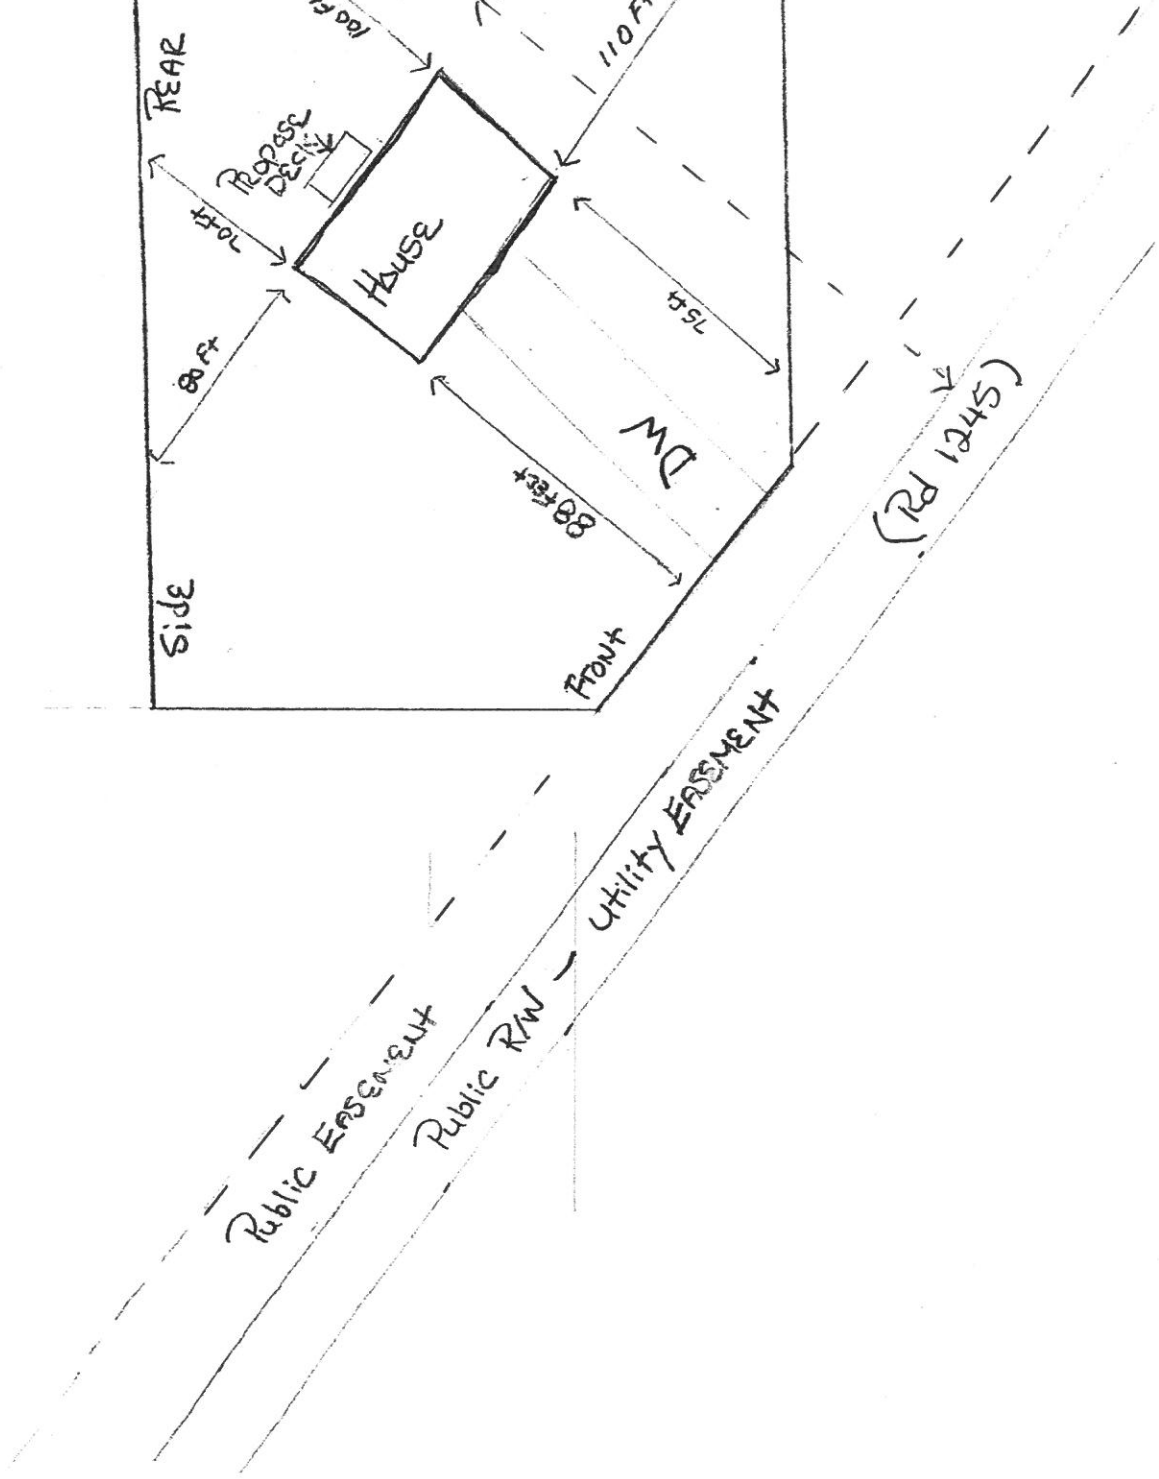 100 Ft
110 Ft
REAR
PROPOSE
DECK
70 ft
HOUSE
80 Ft
75 ft
DW
88 FEET
(Rd 1245)
Side
FRONT
Utility EASEMENT
Public R/W -
Public EASEMENT